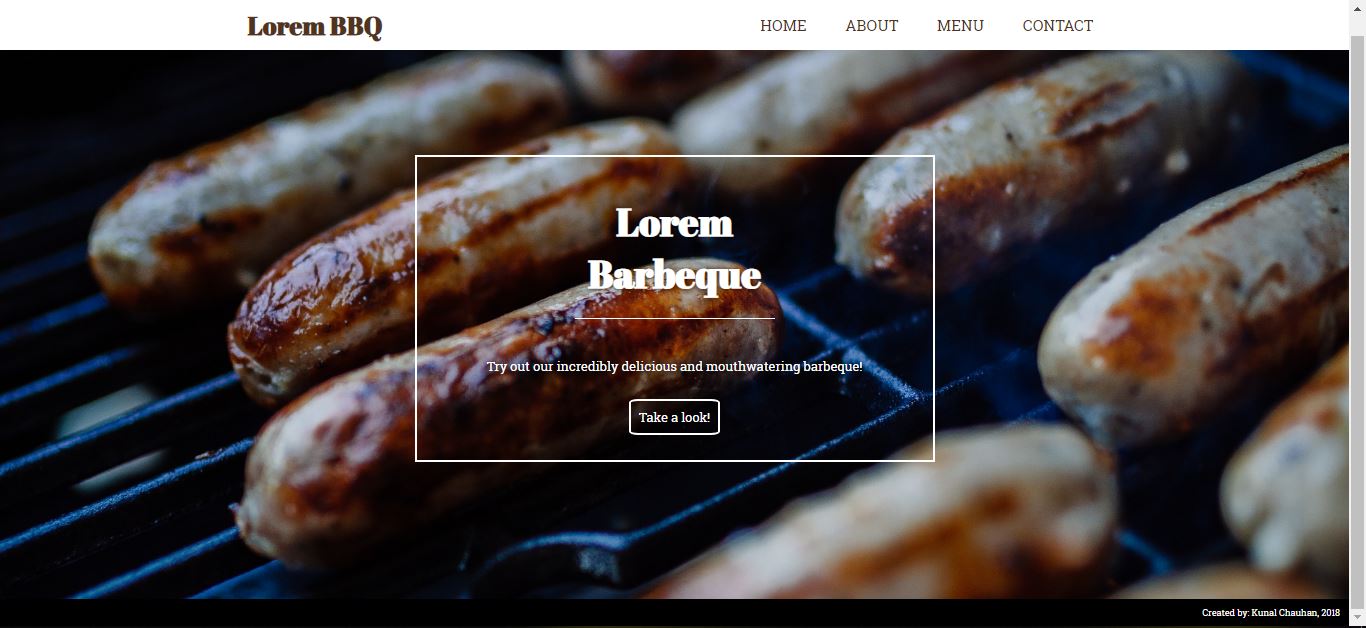 Lorem BBQ
HOME ABOUT MENU CONTACT
Lorem
Barbeque
Try out our incredibly delicious and mouthwatering barbeque!
Take a look!
Created by: Kunal Chauhan, 2018